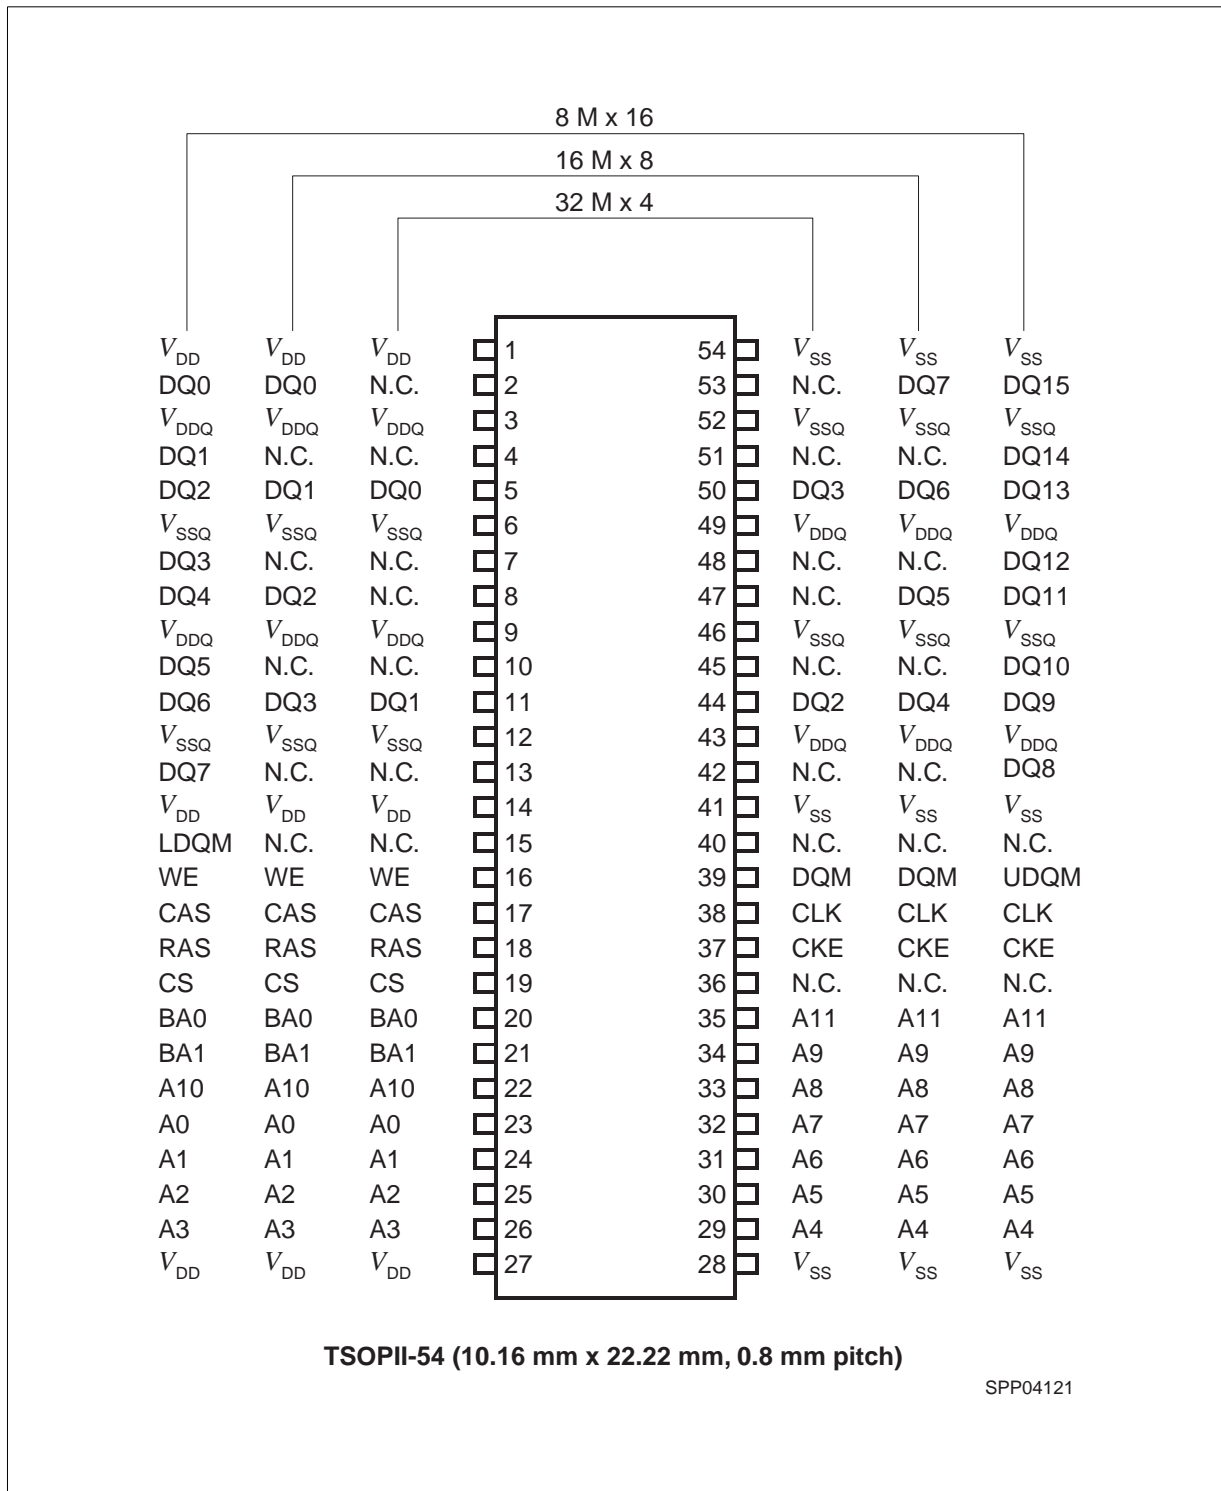 8 M x 16
16 M x 8
32 M x 4
VDD VDD VDD 1 54 VSS VSS VSS
DQ0 DQ0 N.C. 2 53 N.C. DQ7 DQ15
VDDQ VDDQ VDDQ 3 52 VSSQ VSSQ VSSQ
DQ1 N.C. N.C. 4 51 N.C. N.C. DQ14
DQ2 DQ1 DQ0 5 50 DQ3 DQ6 DQ13
VSSQ VSSQ VSSQ 6 49 VDDQ VDDQ VDDQ
DQ3 N.C. N.C. 7 48 N.C. N.C. DQ12
DQ4 DQ2 N.C. 8 47 N.C. DQ5 DQ11
VDDQ VDDQ VDDQ 9 46 VSSQ VSSQ VSSQ
DQ5 N.C. N.C. 10 45 N.C. N.C. DQ10
DQ6 DQ3 DQ1 11 44 DQ2 DQ4 DQ9
VSSQ VSSQ VSSQ 12 43 VDDQ VDDQ VDDQ
DQ7 N.C. N.C. 13 42 N.C. N.C. DQ8
VDD VDD VDD 14 41 VSS VSS VSS
LDQM N.C. N.C. 15 40 N.C. N.C. N.C.
WE WE WE 16 39 DQM DQM UDQM
CAS CAS CAS 17 38 CLK CLK CLK
RAS RAS RAS 18 37 CKE CKE CKE
CS CS CS 19 36 N.C. N.C. N.C.
BA0 BA0 BA0 20 35 A11 A11 A11
BA1 BA1 BA1 21 34 A9 A9 A9
A10 A10 A10 22 33 A8 A8 A8
A0 A0 A0 23 32 A7 A7 A7
A1 A1 A1 24 31 A6 A6 A6
A2 A2 A2 25 30 A5 A5 A5
A3 A3 A3 26 29 A4 A4 A4
VDD VDD VDD 27 28 VSS VSS VSS
TSOPII-54 (10.16 mm x 22.22 mm, 0.8 mm pitch)
SPP04121